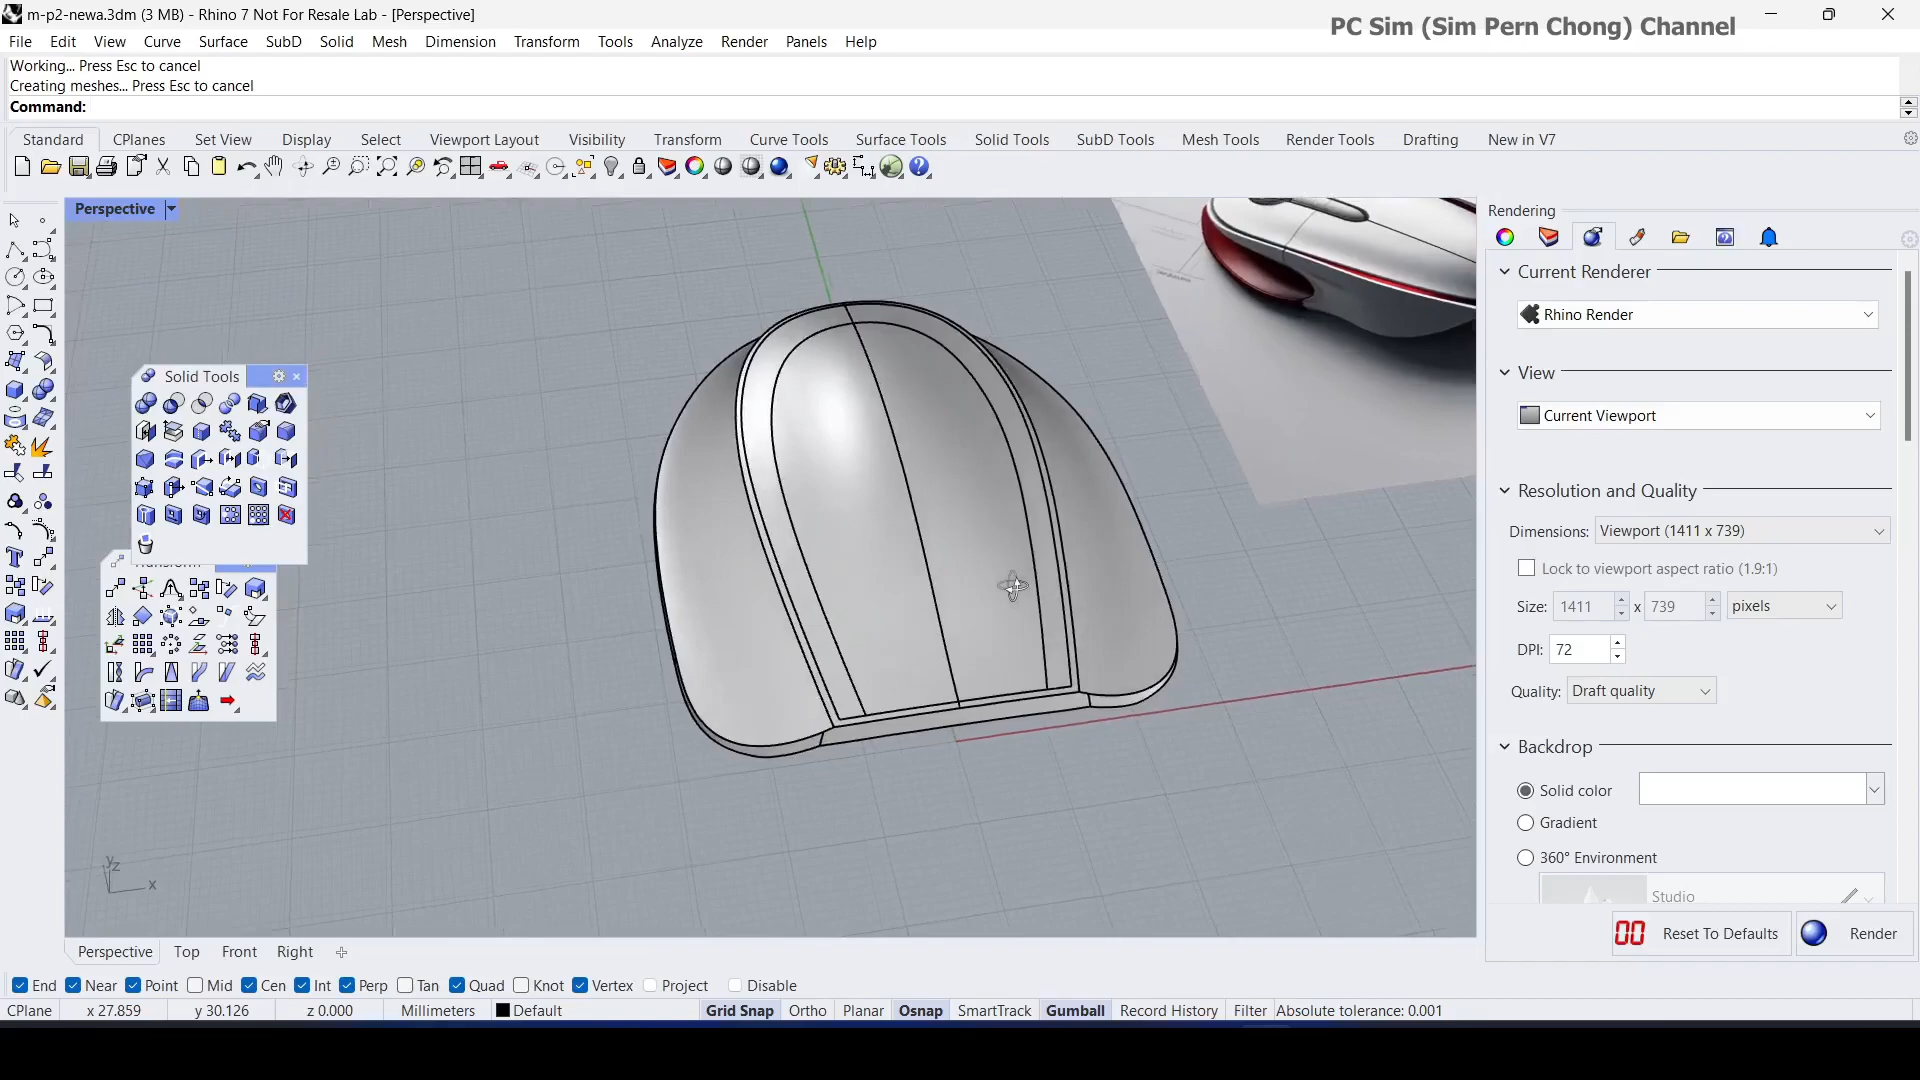 m-p2-newa.3dm (3 MB) - Rhino 7 Not For Resale Lab - [Perspective]
PC Sim (Sim Pern Chong) Channel
File Edit View Curve Surface SubD Solid Mesh Dimension Transform Tools Analyze Render Panels Help
Working... Press Esc to cancel
Creating meshes... Press Esc to cancel
Command:
Standard CPlanes Set View Display Select Viewport Layout Visibility Transform Curve Tools Surface Tools Solid Tools SubD Tools Mesh Tools Render Tools Drafting New in V7
Perspective
Rendering
Current Renderer
Rhino Render
View
Current Viewport
Solid Tools
Resolution and Quality
Dimensions: Viewport (1411 x 739)
Lock to viewport aspect ratio (1.9:1)
Size: 1411 x 739 pixels
DPI: 72
Quality: Draft quality
Backdrop
Solid color
Gradient
360° Environment
Studio
Reset To Defaults Render
y z x
Perspective Top Front Right
End Near Point Mid Cen Int Perp Tan Quad Knot Vertex Project Disable
CPlane x 27.859 y 30.126 z 0.000 Millimeters Default Grid Snap Ortho Planar Osnap SmartTrack Gumball Record History Filter Absolute tolerance: 0.001